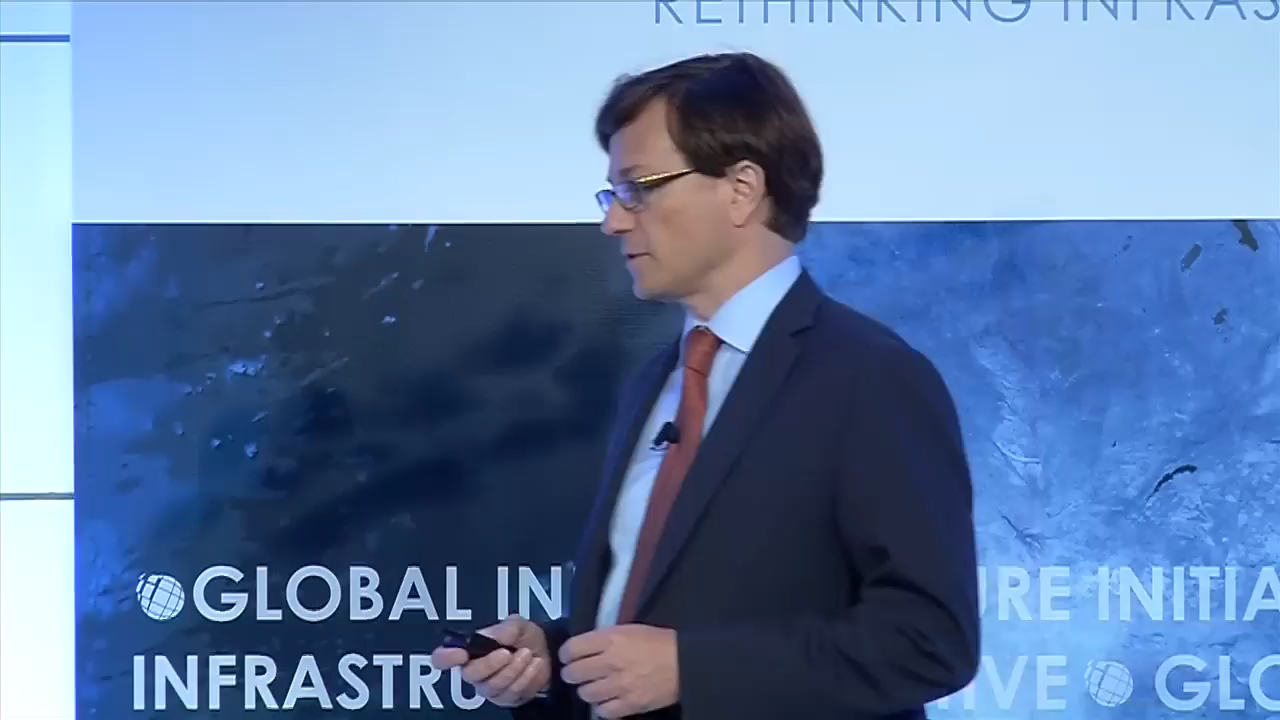 RETHINKING INFRAS
GLOBAL IN URE INITIA
INFRASTRU IVE GLO